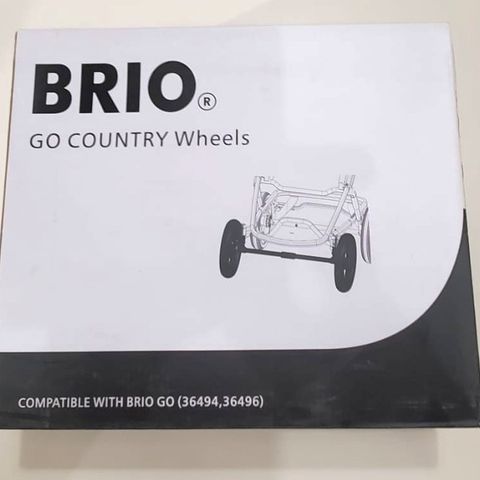 BRIO®
GO COUNTRY Wheels
COMPATIBLE WITH BRIO GO (36494,36496)